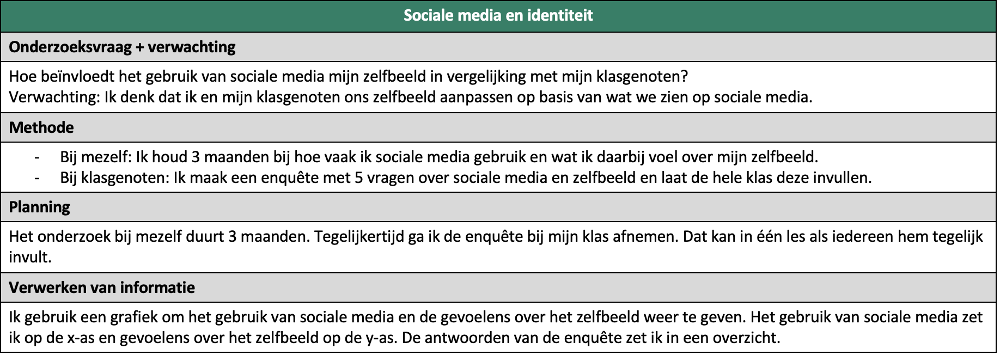 Sociale media en identiteit
Onderzoeksvraag + verwachting
Hoe beïnvloedt het gebruik van sociale media mijn zelfbeeld in vergelijking met mijn klasgenoten?
Verwachting: Ik denk dat ik en mijn klasgenoten ons zelfbeeld aanpassen op basis van wat we zien op sociale media.
Methode
- Bij mezelf: Ik houd 3 maanden bij hoe vaak ik sociale media gebruik en wat ik daarbij voel over mijn zelfbeeld.
- Bij klasgenoten: Ik maak een enquête met 5 vragen over sociale media en zelfbeeld en laat de hele klas deze invullen.
Planning
Het onderzoek bij mezelf duurt 3 maanden. Tegelijkertijd ga ik de enquête bij mijn klas afnemen. Dat kan in één les als iedereen hem tegelijk
invult.
Verwerken van informatie
Ik gebruik een grafiek om het gebruik van sociale media en de gevoelens over het zelfbeeld weer te geven. Het gebruik van sociale media zet
ik op de x-as en gevoelens over het zelfbeeld op de y-as. De antwoorden van de enquête zet ik in een overzicht.